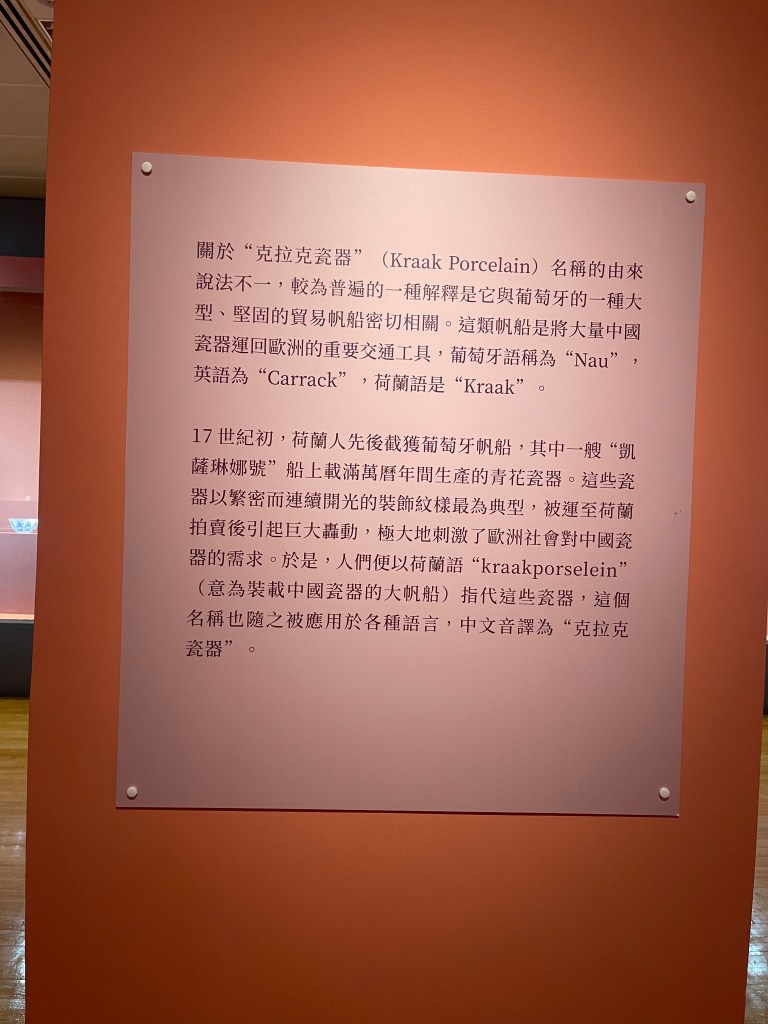 關於“克拉克瓷器”（Kraak Porcelain）名稱的由來
說法不一，較為普遍的一種解釋是它與葡萄牙的一種大
型、堅固的貿易帆船密切相關。這類帆船是將大量中國
瓷器運回歐洲的重要交通工具，葡萄牙語稱為“Nau”，
英語為“Carrack”，荷蘭語是“Kraak”。
17 世紀初，荷蘭人先後截獲葡萄牙帆船，其中一艘“凱
薩琳娜號”船上載滿萬曆年間生產的青花瓷器。這些瓷
器以繁密而連續開光的裝飾紋樣最為典型，被運至荷蘭
拍賣後引起巨大轟動，極大地刺激了歐洲社會對中國瓷
器的需求。於是，人們便以荷蘭語“kraakporselein”
（意為裝載中國瓷器的大帆船）指代這些瓷器，這個
名稱也隨之被應用於各種語言，中文音譯為“克拉克
瓷器”。